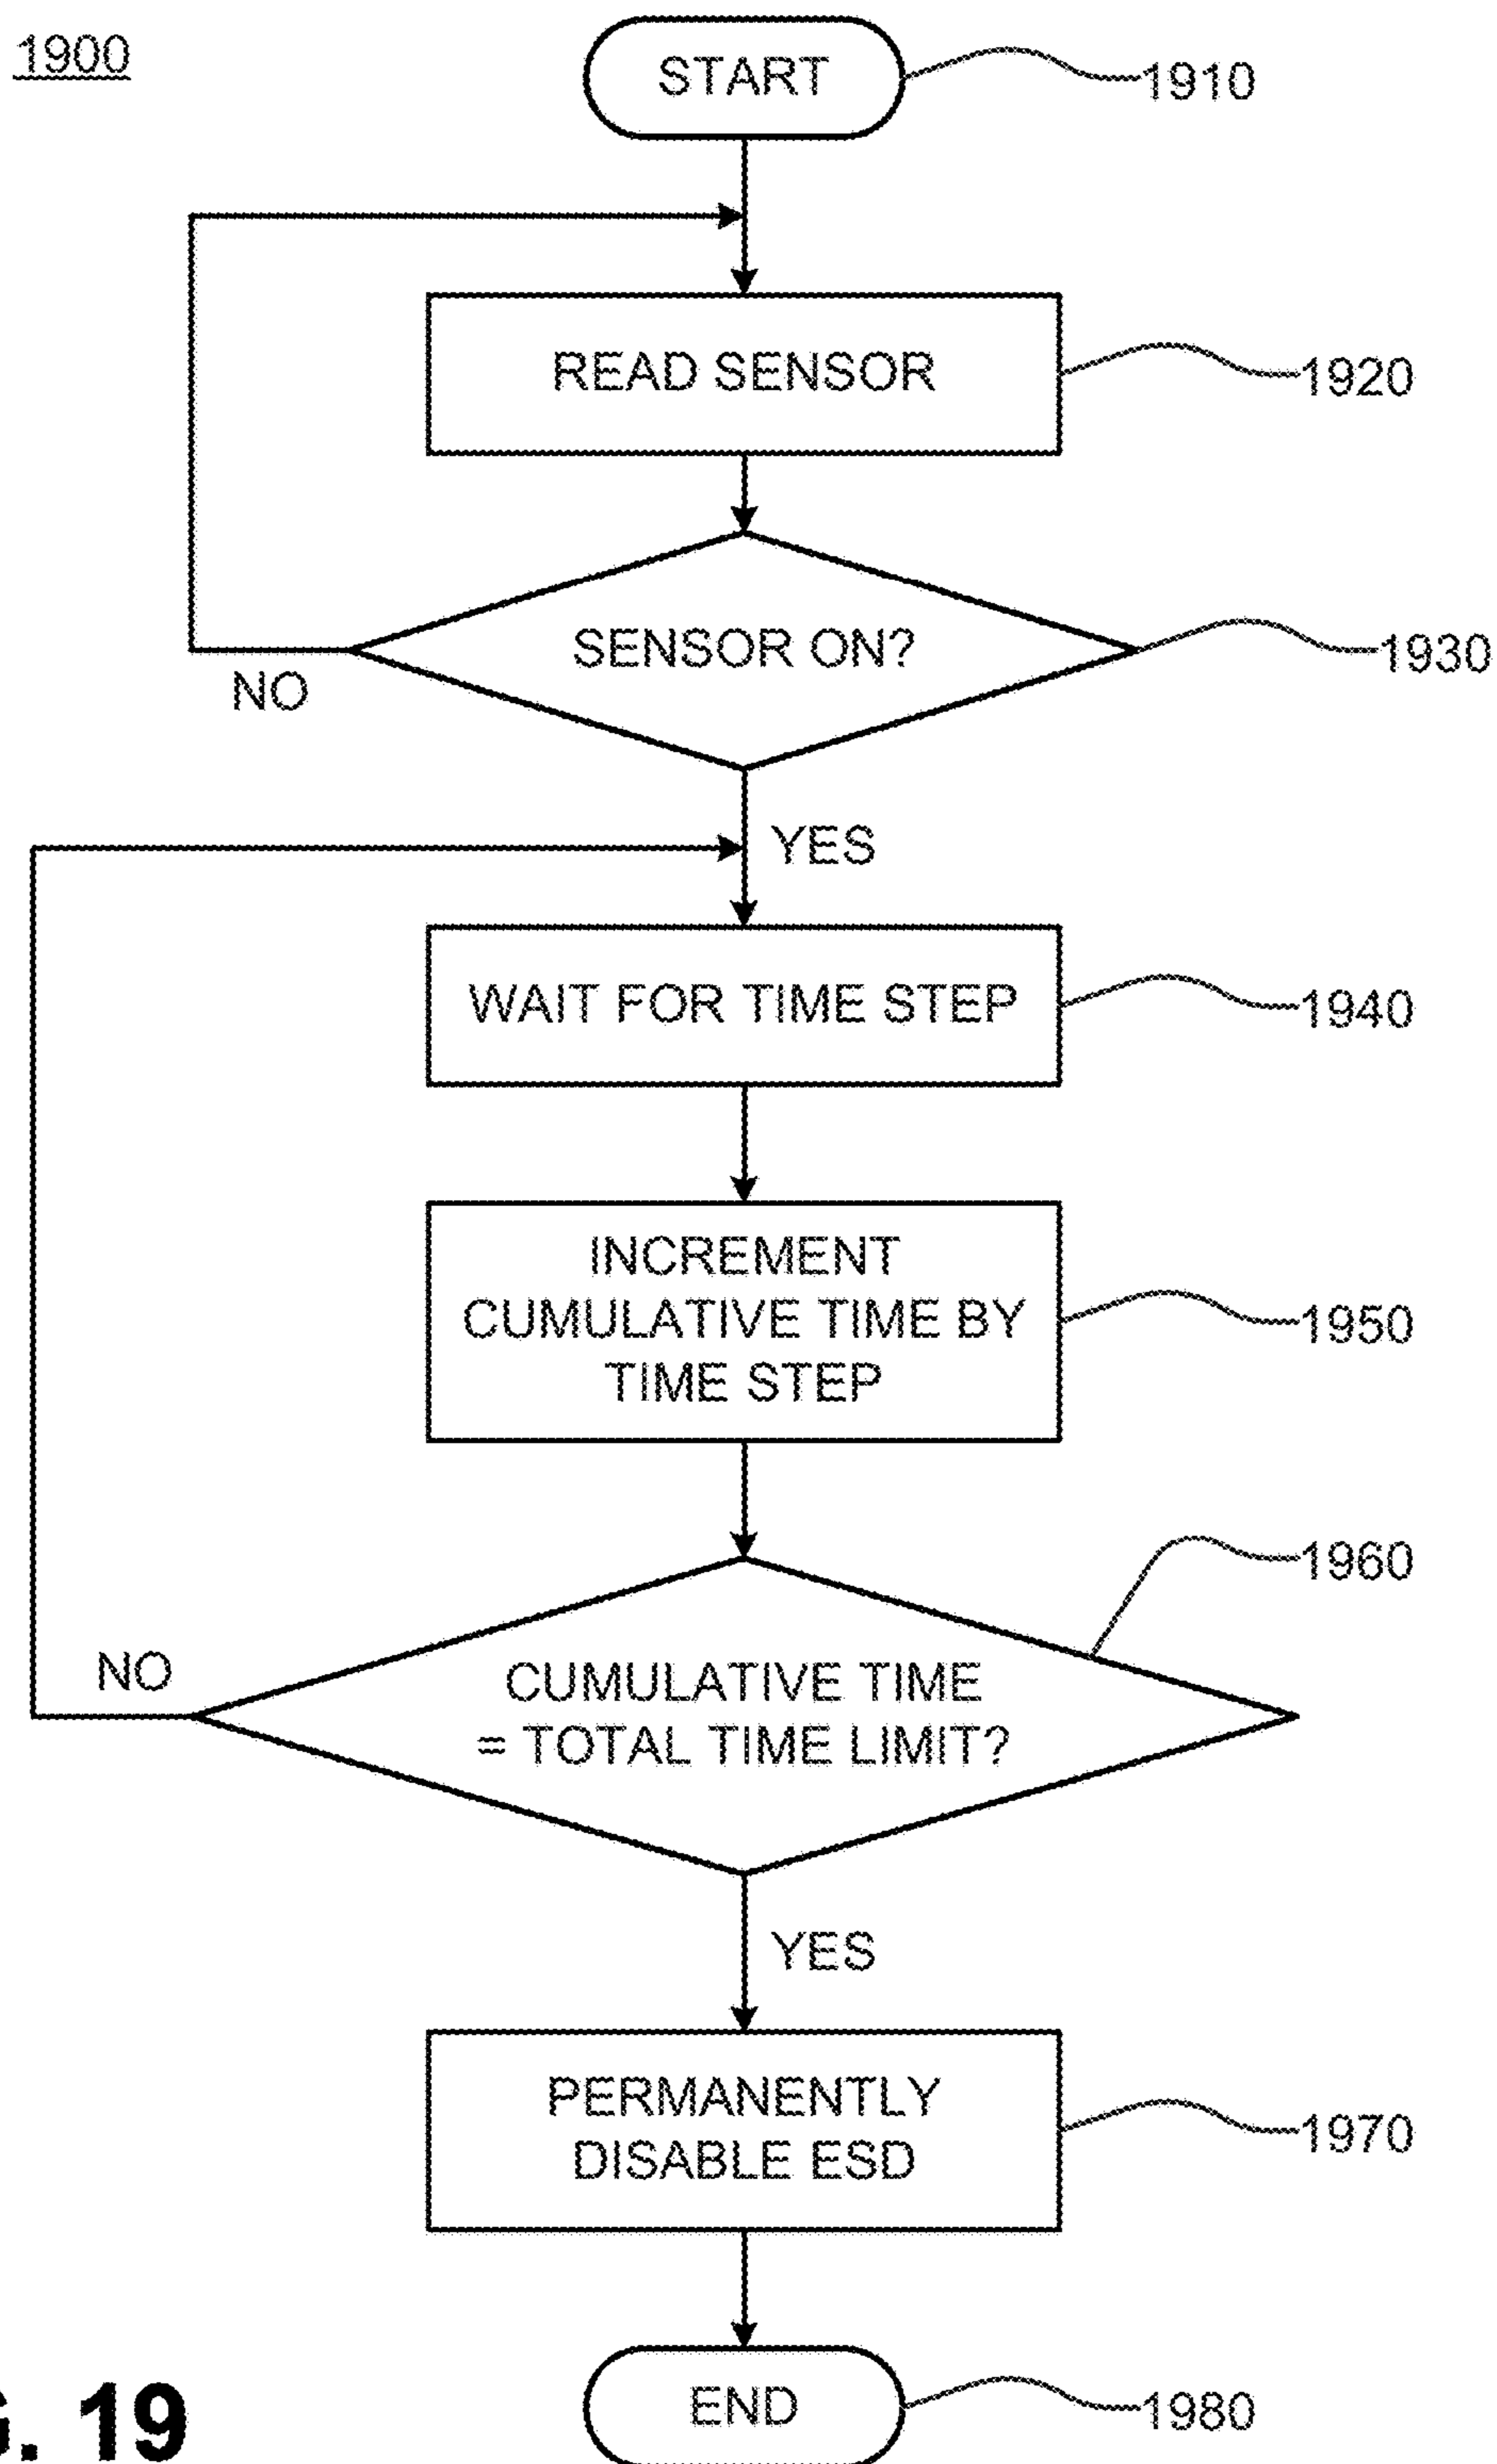 1900
START
1910
READ SENSOR
1920
SENSOR ON?
1930
NO
YES
WAIT FOR TIME STEP
1940
INCREMENT
CUMULATIVE TIME BY
TIME STEP
1950
1960
CUMULATIVE TIME
= TOTAL TIME LIMIT?
NO
YES
PERMANENTLY
DISABLE ESD
1970
END
1980
G. 19